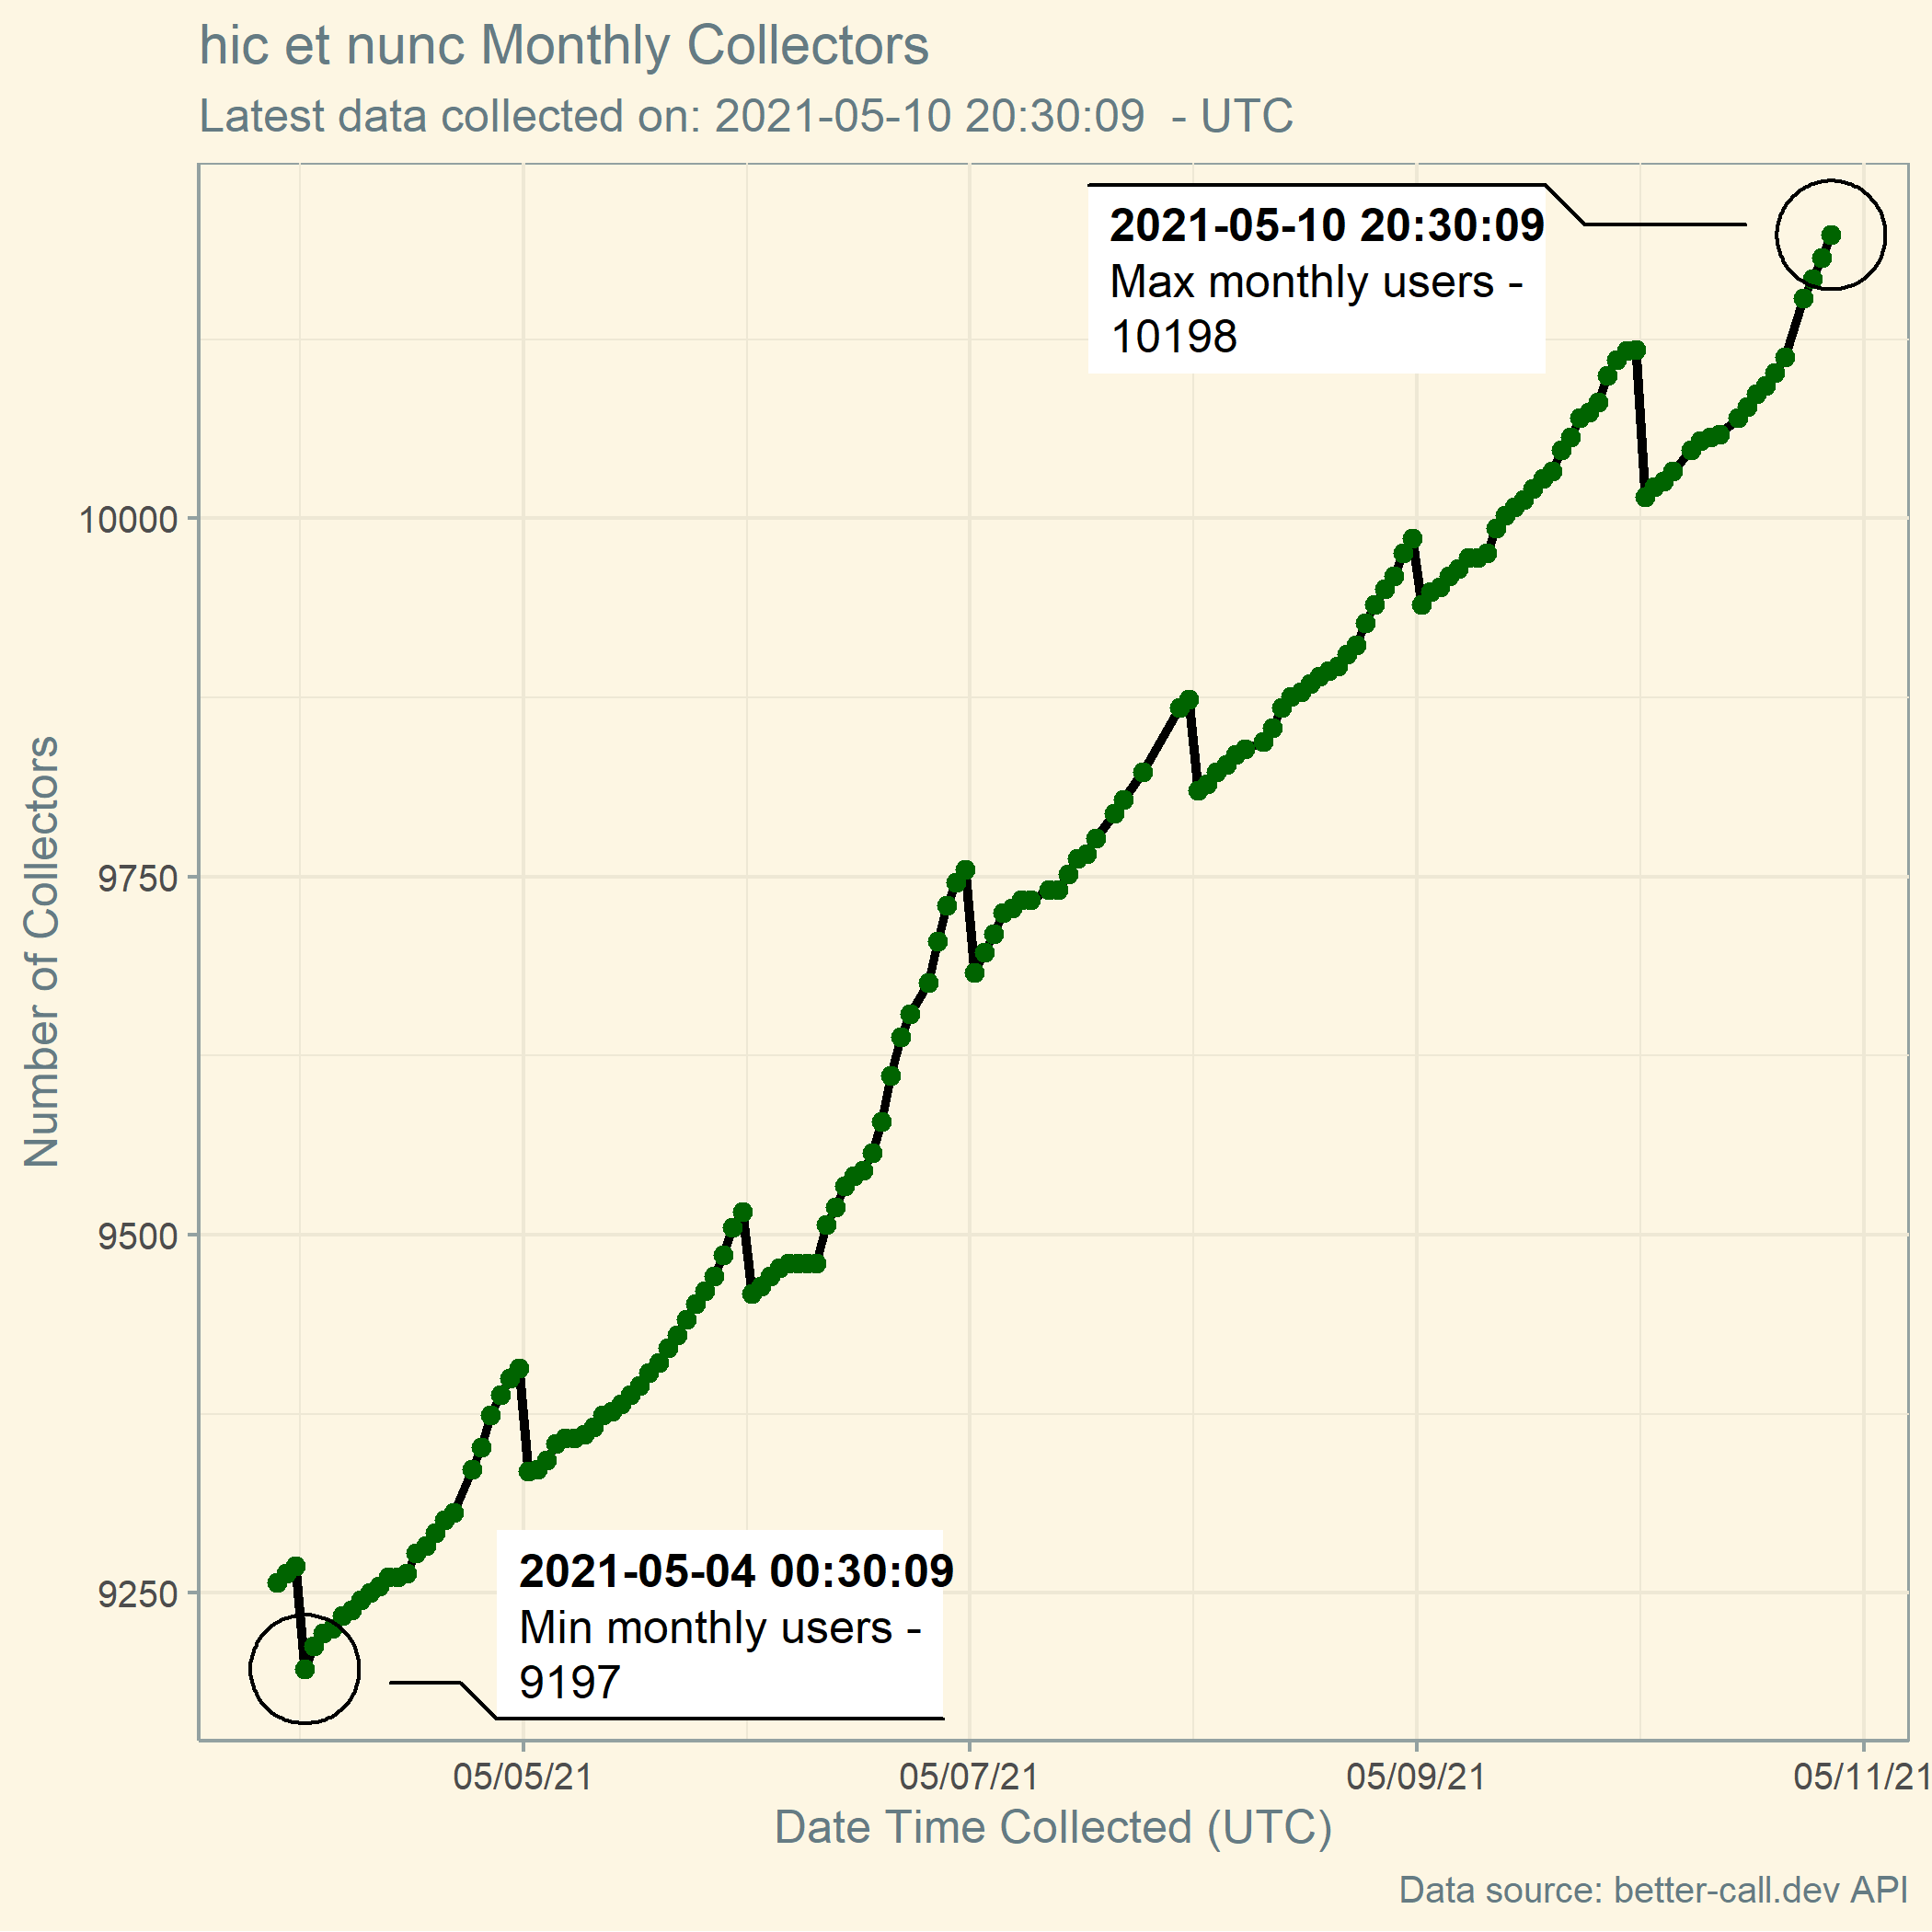 hic et nunc Monthly Collectors
Latest data collected on: 2021-05-10 20:30:09  - UTC
2021-05-10 20:30:09
Max monthly users -
10198
10000
9750
9500
9250
Number of Collectors
2021-05-04 00:30:09
Min monthly users -
9197
05/05/21
05/07/21
05/09/21
05/11/21
Date Time Collected (UTC)
Data source: better-call.dev API